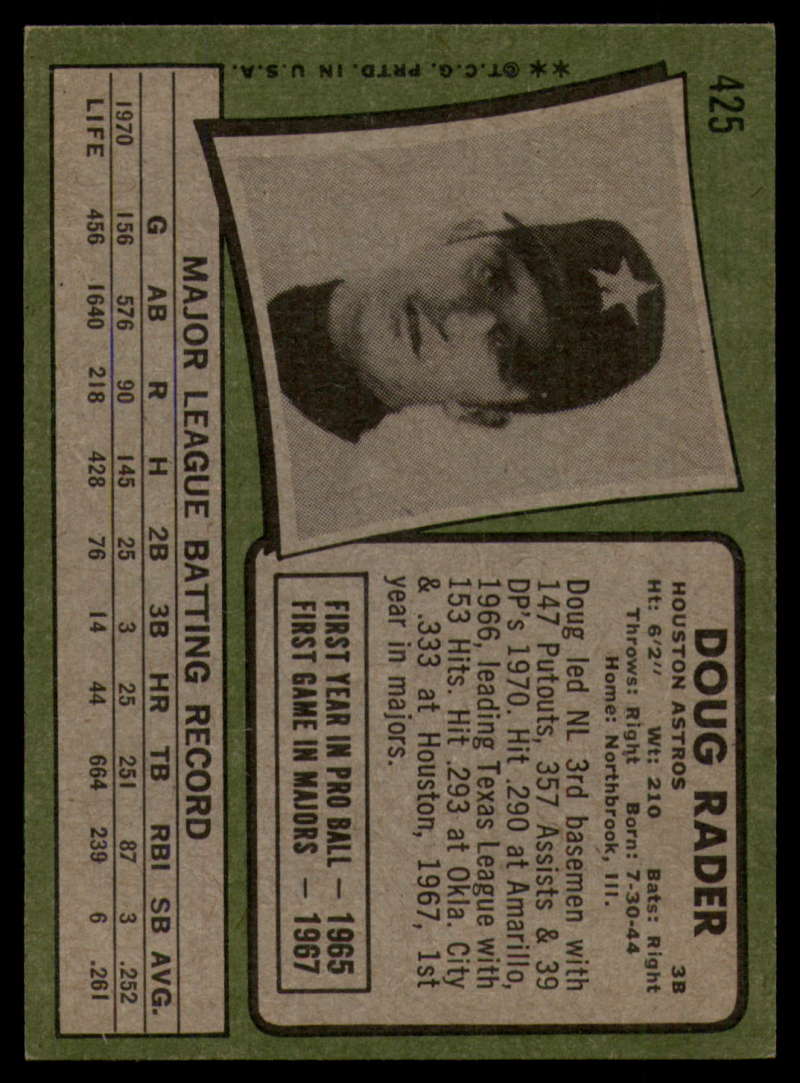 425
**©T.C.G. PRTD. IN U.S.A.
DOUG RADER
HOUSTON ASTROS 3B
Ht: 6'2" Wt: 210 Bats: Right
Throws: Right Born: 7-30-44
Home: Northbrook, Ill.
Doug led NL 3rd basemen with
147 Putouts, 357 Assists & 39
DP's 1970. Hit .290 at Amarillo,
1966, leading Texas League with
153 Hits. Hit .293 at Okla. City
& .333 at Houston, 1967, 1st
year in majors.
FIRST YEAR IN PRO BALL — 1965
FIRST GAME IN MAJORS — 1967
MAJOR LEAGUE BATTING RECORD
G AB R H 2B 3B HR TB RBI SB AVG.
1970 156 576 90 145 25 3 25 251 87 3 .252
LIFE 456 1640 218 428 76 14 44 664 239 6 .261